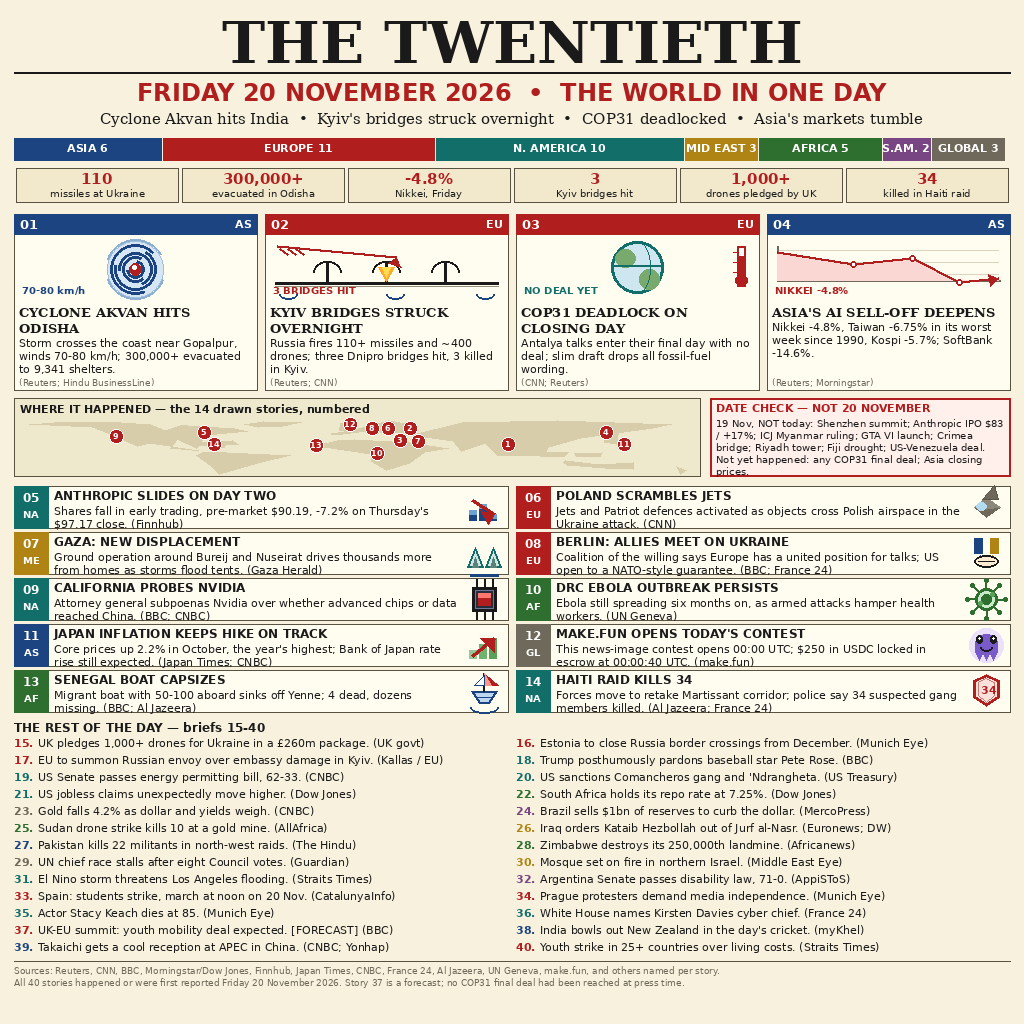 THE TWENTIETH
FRIDAY 20 NOVEMBER 2026 • THE WORLD IN ONE DAY
Cyclone Akvan hits India • Kyiv's bridges struck overnight • COP31 deadlocked • Asia's markets tumble
ASIA 6
EUROPE 11
N. AMERICA 10
MID EAST 3
AFRICA 5
S.AM. 2
GLOBAL 3
110
missiles at Ukraine
300,000+
evacuated in Odisha
-4.8%
Nikkei, Friday
3
Kyiv bridges hit
1,000+
drones pledged by UK
34
killed in Haiti raid
01 AS
70-80 km/h
CYCLONE AKVAN HITS
ODISHA
Storm crosses the coast near Gopalpur,
winds 70-80 km/h; 300,000+ evacuated
to 9,341 shelters.
(Reuters; Hindu BusinessLine)
02 EU
3 BRIDGES HIT
KYIV BRIDGES STRUCK
OVERNIGHT
Russia fires 110+ missiles and ~400
drones; three Dnipro bridges hit, 3 killed
in Kyiv.
(Reuters; CNN)
03 EU
NO DEAL YET
COP31 DEADLOCK ON
CLOSING DAY
Antalya talks enter their final day with no
deal; slim draft drops all fossil-fuel
wording.
(CNN; Reuters)
04 AS
NIKKEI -4.8%
ASIA'S AI SELL-OFF DEEPENS
Nikkei -4.8%, Taiwan -6.75% in its worst
week since 1990, Kospi -5.7%; SoftBank
-14.6%.
(Reuters; Morningstar)
WHERE IT HAPPENED — the 14 drawn stories, numbered
9
5
14
13
12
8
6
2
3
7
10
1
4
11
DATE CHECK — NOT 20 NOVEMBER
19 Nov, NOT today: Shenzhen summit; Anthropic IPO $83
/ +17%; ICJ Myanmar ruling; GTA VI launch; Crimea
bridge; Riyadh tower; Fiji drought; US-Venezuela deal.
Not yet happened: any COP31 final deal; Asia closing
prices.
05
NA
ANTHROPIC SLIDES ON DAY TWO
Shares fall in early trading, pre-market $90.19, -7.2% on Thursday's
$97.17 close. (Finnhub)
06
EU
POLAND SCRAMBLES JETS
Jets and Patriot defences activated as objects cross Polish airspace in the
Ukraine attack. (CNN)
07
ME
GAZA: NEW DISPLACEMENT
Ground operation around Bureij and Nuseirat drives thousands more
from homes as storms flood tents. (Gaza Herald)
08
EU
BERLIN: ALLIES MEET ON UKRAINE
Coalition of the willing says Europe has a united position for talks; US
open to a NATO-style guarantee. (BBC; France 24)
09
NA
CALIFORNIA PROBES NVIDIA
Attorney general subpoenas Nvidia over whether advanced chips or data
reached China. (BBC; CNBC)
10
AF
DRC EBOLA OUTBREAK PERSISTS
Ebola still spreading six months on, as armed attacks hamper health
workers. (UN Geneva)
11
AS
JAPAN INFLATION KEEPS HIKE ON TRACK
Core prices up 2.2% in October, the year's highest; Bank of Japan rate
rise still expected. (Japan Times; CNBC)
12
GL
MAKE.FUN OPENS TODAY'S CONTEST
This news-image contest opens 00:00 UTC; $250 in USDC locked in
escrow at 00:00:40 UTC. (make.fun)
13
AF
SENEGAL BOAT CAPSIZES
Migrant boat with 50-100 aboard sinks off Yenne; 4 dead, dozens
missing. (BBC; Al Jazeera)
14
NA
HAITI RAID KILLS 34
Forces move to retake Martissant corridor; police say 34 suspected gang
members killed. (Al Jazeera; France 24)
34
THE REST OF THE DAY — briefs 15-40
15. UK pledges 1,000+ drones for Ukraine in a £260m package. (UK govt)
16. Estonia to close Russia border crossings from December. (Munich Eye)
17. EU to summon Russian envoy over embassy damage in Kyiv. (Kallas / EU)
18. Trump posthumously pardons baseball star Pete Rose. (BBC)
19. US Senate passes energy permitting bill, 62-33. (CNBC)
20. US sanctions Comancheros gang and 'Ndrangheta. (US Treasury)
21. US jobless claims unexpectedly move higher. (Dow Jones)
22. South Africa holds its repo rate at 7.25%. (Dow Jones)
23. Gold falls 4.2% as dollar and yields weigh. (CNBC)
24. Brazil sells $1bn of reserves to curb the dollar. (MercoPress)
25. Sudan drone strike kills 10 at a gold mine. (AllAfrica)
26. Iraq orders Kataib Hezbollah out of Jurf al-Nasr. (Euronews; DW)
27. Pakistan kills 22 militants in north-west raids. (The Hindu)
28. Zimbabwe destroys its 250,000th landmine. (Africanews)
29. UN chief race stalls after eight Council votes. (Guardian)
30. Mosque set on fire in northern Israel. (Middle East Eye)
31. El Nino storm threatens Los Angeles flooding. (Straits Times)
32. Argentina Senate passes disability law, 71-0. (AppiSToS)
33. Spain: students strike, march at noon on 20 Nov. (CatalunyaInfo)
34. Prague protesters demand media independence. (Munich Eye)
35. Actor Stacy Keach dies at 85. (Munich Eye)
36. White House names Kirsten Davies cyber chief. (France 24)
37. UK-EU summit: youth mobility deal expected. [FORECAST] (BBC)
38. India bowls out New Zealand in the day's cricket. (myKhel)
39. Takaichi gets a cool reception at APEC in China. (CNBC; Yonhap)
40. Youth strike in 25+ countries over living costs. (Straits Times)
Sources: Reuters, CNN, BBC, Morningstar/Dow Jones, Finnhub, Japan Times, CNBC, France 24, Al Jazeera, UN Geneva, make.fun, and others named per story.
All 40 stories happened or were first reported Friday 20 November 2026. Story 37 is a forecast; no COP31 final deal had been reached at press time.